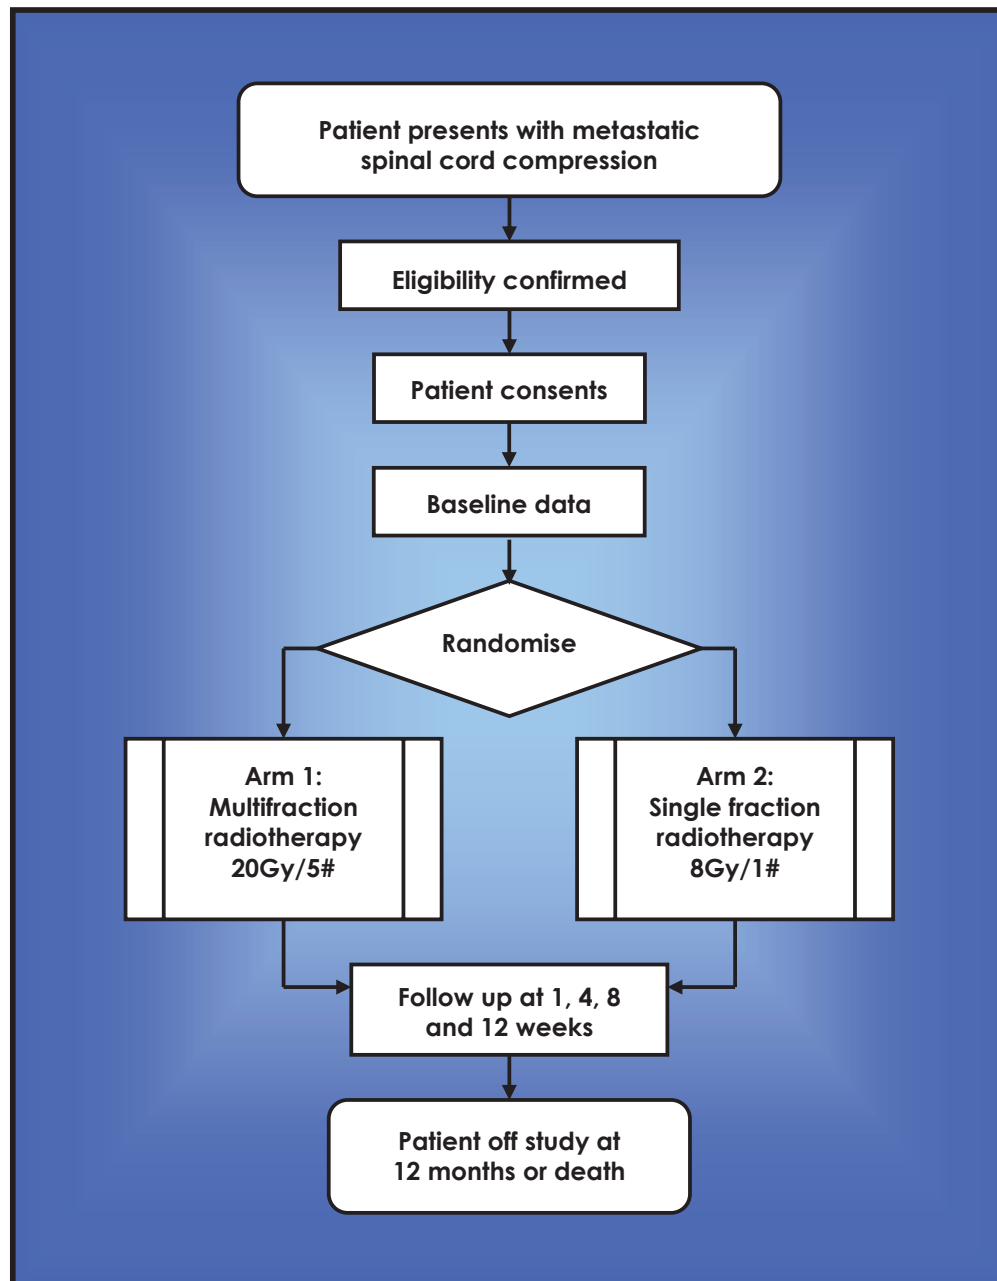 Patient presents with metastatic
spinal cord compression
Eligibility confirmed
Patient consents
Baseline data
Randomise
Arm 1:
Multifraction
radiotherapy
20Gy/5#
Arm 2:
Single fraction
radiotherapy
8Gy/1#
Follow up at 1, 4, 8
and 12 weeks
Patient off study at
12 months or death